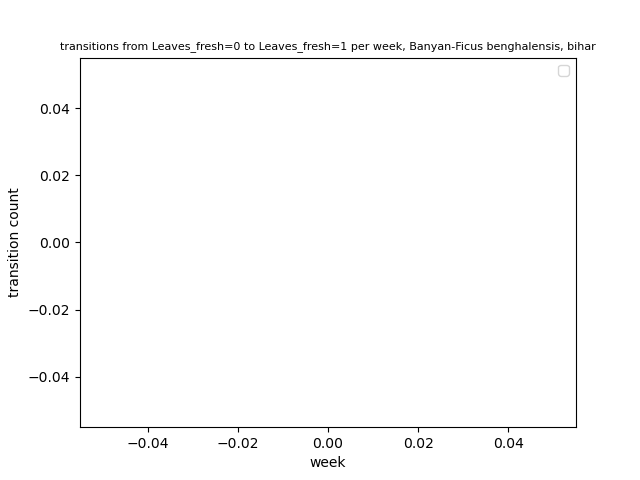 transitions from Leaves_fresh=0 to Leaves_fresh=1 per week, Banyan-Ficus benghalensis, bihar
0.04
0.02
0.00
−0.02
−0.04
transition count
−0.04 −0.02 0.00 0.02 0.04
week